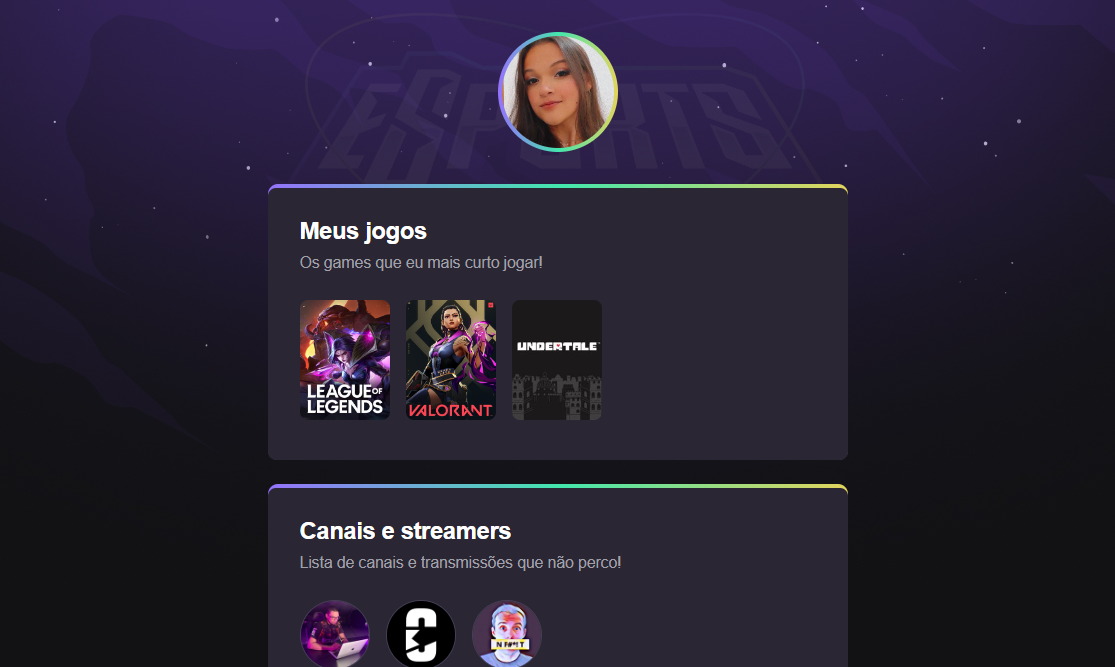 ESPORTS
Meus jogos
Os games que eu mais curto jogar!
LEAGUE OF
LEGENDS
VALORANT
UNDERTALE
Canais e streamers
Lista de canais e transmissões que não perco!